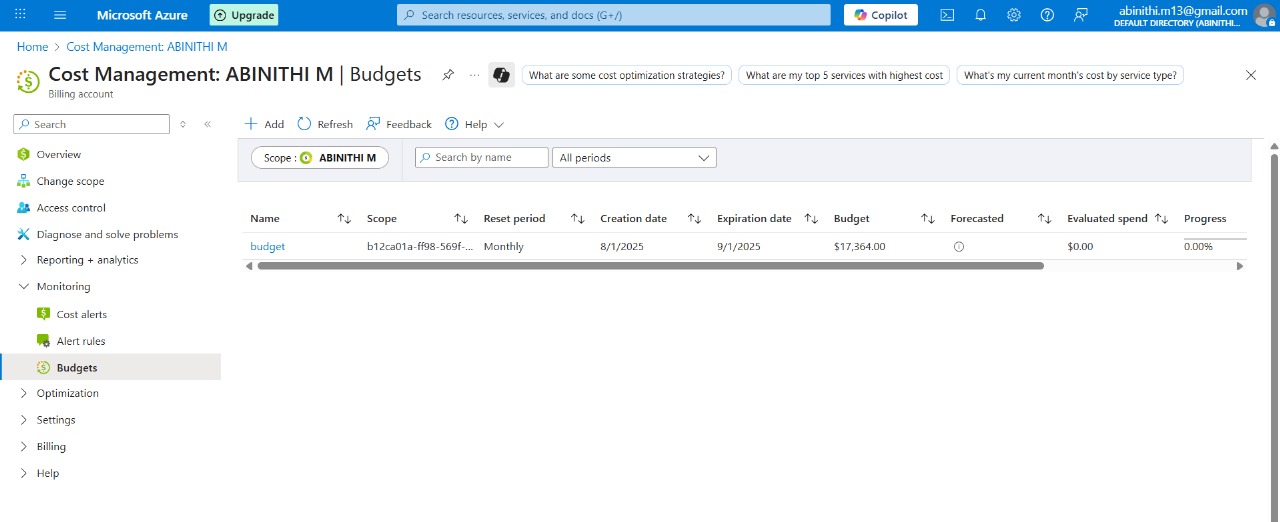 Microsoft Azure Upgrade Search resources, services, and docs (G+/) Copilot abinithi.m13@gmail.com
DEFAULT DIRECTORY (ABINITHI...
Home > Cost Management: ABINITHI M
Cost Management: ABINITHI M | Budgets ... What are some cost optimization strategies? What are my top 5 services with highest cost What's my current month's cost by service type?
Billing account
Search
Overview
Change scope
Access control
Diagnose and solve problems
Reporting + analytics
Monitoring
Cost alerts
Alert rules
Budgets
Optimization
Settings
Billing
Help
Add Refresh Feedback Help
Scope : ABINITHI M Search by name All periods
Name Scope Reset period Creation date Expiration date Budget Forecasted Evaluated spend Progress
budget b12ca01a-ff98-569f-... Monthly 8/1/2025 9/1/2025 $17,364.00 $0.00 0.00%